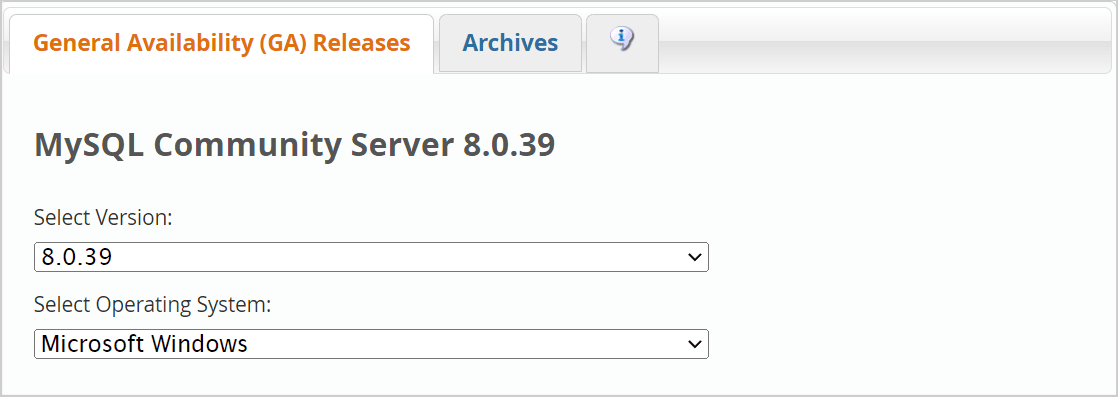 General Availability (GA) Releases Archives
MySQL Community Server 8.0.39
Select Version:
8.0.39
Select Operating System:
Microsoft Windows